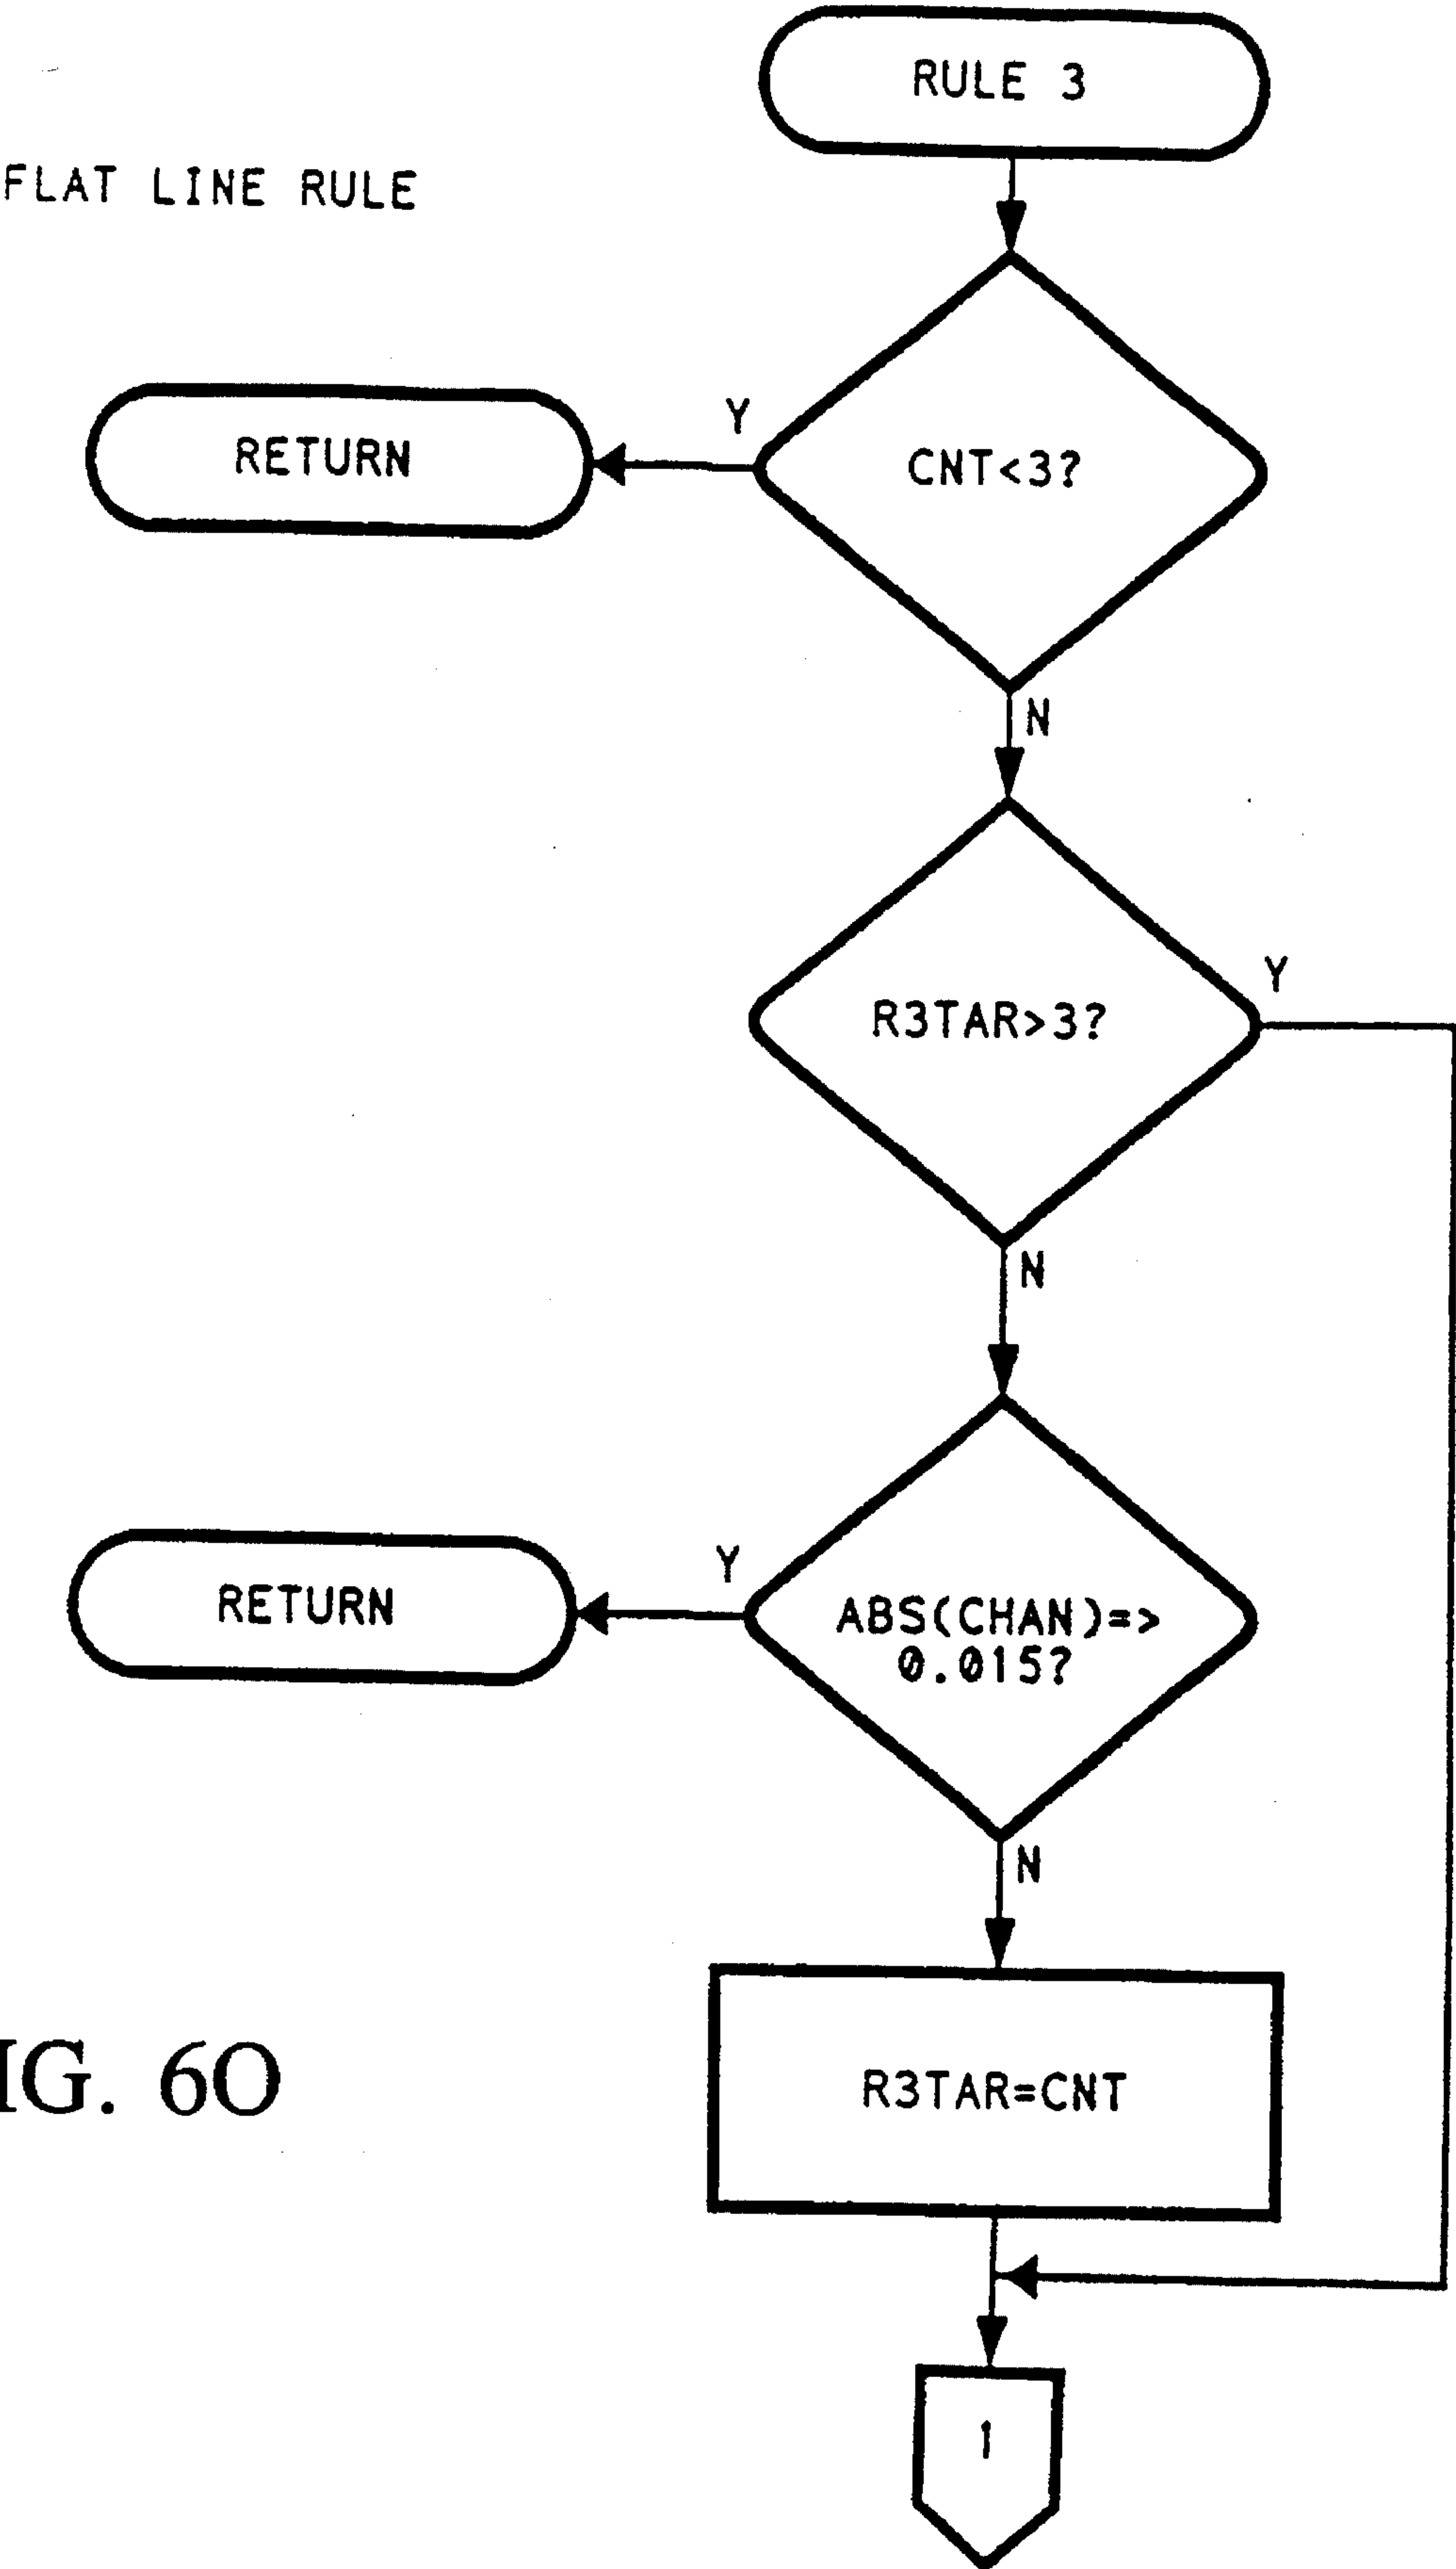 RULE 3
FLAT LINE RULE
CNT<3?
Y
RETURN
N
R3TAR>3?
Y
N
ABS(CHAN)=>
0.015?
Y
RETURN
N
R3TAR=CNT
IG. 6O
1